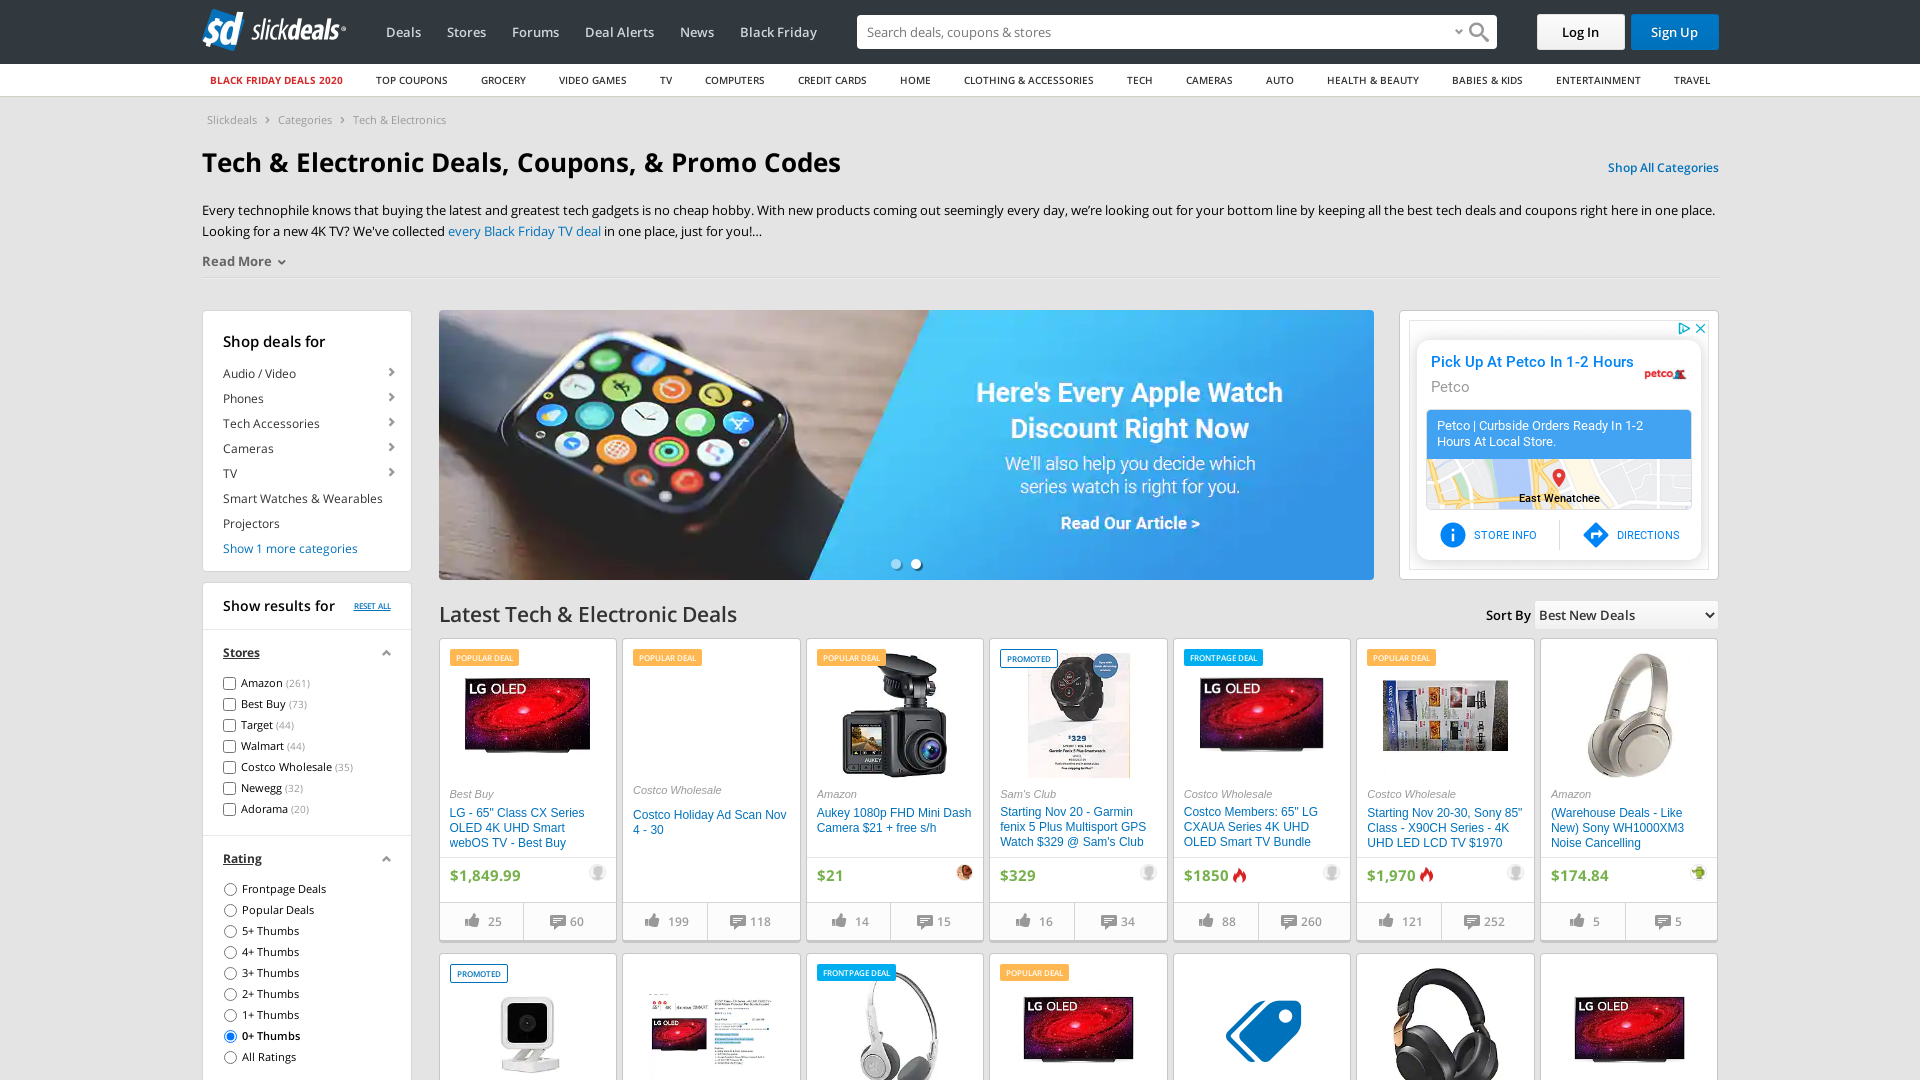 sd slickdeals
Deals Stores Forums Deal Alerts News Black Friday
Search deals, coupons & stores
Log In Sign Up
BLACK FRIDAY DEALS 2020 TOP COUPONS GROCERY VIDEO GAMES TV COMPUTERS CREDIT CARDS HOME CLOTHING & ACCESSORIES TECH CAMERAS AUTO HEALTH & BEAUTY BABIES & KIDS ENTERTAINMENT TRAVEL
Slickdeals Categories Tech & Electronics
Tech & Electronic Deals, Coupons, & Promo Codes
Shop All Categories
Every technophile knows that buying the latest and greatest tech gadgets is no cheap hobby. With new products coming out seemingly every day, we’re looking out for your bottom line by keeping all the best tech deals and coupons right here in one place.
Looking for a new 4K TV? We've collected every Black Friday TV deal in one place, just for you!…
Read More
Shop deals for
Audio / Video
Phones
Tech Accessories
Cameras
TV
Smart Watches & Wearables
Projectors
Show 1 more categories
Show results for RESET ALL
Stores
Amazon (261)
Best Buy (73)
Target (44)
Walmart (44)
Costco Wholesale (35)
Newegg (32)
Adorama (20)
Rating
Frontpage Deals
Popular Deals
5+ Thumbs
4+ Thumbs
3+ Thumbs
2+ Thumbs
1+ Thumbs
0+ Thumbs
All Ratings
Here's Every Apple Watch
Discount Right Now
We'll also help you decide which
series watch is right for you.
Read Our Article >
Pick Up At Petco In 1-2 Hours
Petco
petco
Petco | Curbside Orders Ready In 1-2
Hours At Local Store.
East Wenatchee
STORE INFO DIRECTIONS
Latest Tech & Electronic Deals
Sort By Best New Deals
POPULAR DEAL
LG OLED
Best Buy
LG - 65" Class CX Series
OLED 4K UHD Smart
webOS TV - Best Buy
$1,849.99
25 60
POPULAR DEAL
Costco Wholesale
Costco Holiday Ad Scan Nov
4 - 30
199 118
POPULAR DEAL
AUKEY
Amazon
Aukey 1080p FHD Mini Dash
Camera $21 + free s/h
$21
14 15
PROMOTED
$329
Sam's Club
Starting Nov 20 - Garmin
fenix 5 Plus Multisport GPS
Watch $329 @ Sam's Club
$329
16 34
FRONTPAGE DEAL
LG OLED
Costco Wholesale
Costco Members: 65" LG
CXAUA Series 4K UHD
OLED Smart TV Bundle
$1850
88 260
POPULAR DEAL
Costco Wholesale
Starting Nov 20-30, Sony 85"
Class - X90CH Series - 4K
UHD LED LCD TV $1970
$1,970
121 252
Amazon
(Warehouse Deals - Like
New) Sony WH1000XM3
Noise Cancelling
$174.84
5 5
PROMOTED
LG OLED
FRONTPAGE DEAL
POPULAR DEAL
LG OLED
LG OLED